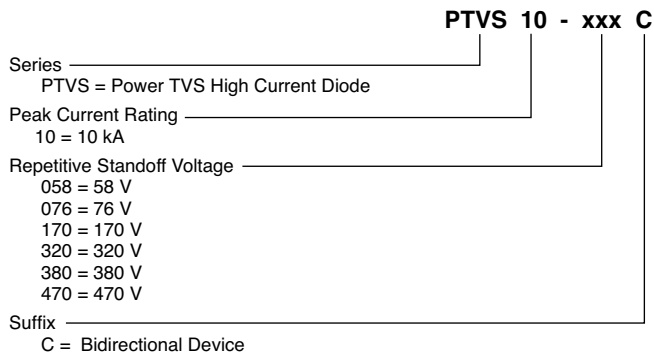 PTVS 10 - xxx C
Series
PTVS = Power TVS High Current Diode
Peak Current Rating
10 = 10 kA
Repetitive Standoff Voltage
058 = 58 V
076 = 76 V
170 = 170 V
320 = 320 V
380 = 380 V
470 = 470 V
Suffix
C = Bidirectional Device